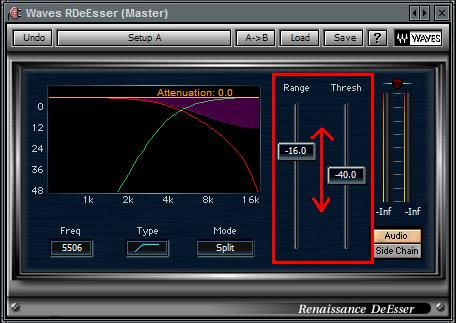 Waves RDeEsser (Master)
Undo
Setup A
A->B
Load
Save
?
WAVES
Attenuation: 0.0
0
12
24
36
48
1k
2k
4k
8k
16k
Range
Thresh
-16.0
-40.0
-Inf
-Inf
Audio
Side Chain
Freq
Type
Mode
5506
Split
Renaissance DeEsser